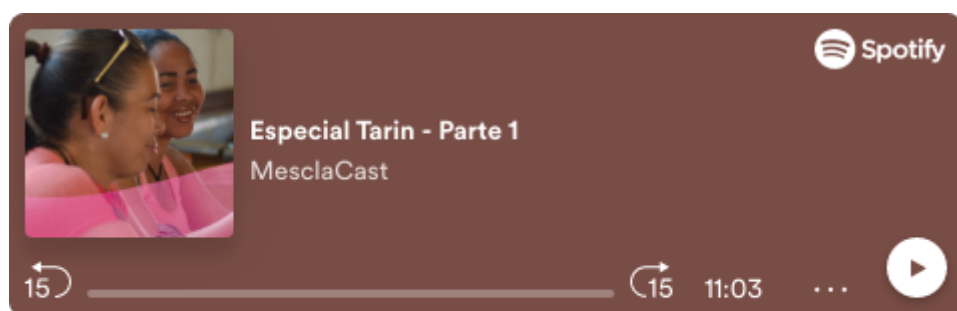 Spotify
Especial Tarin - Parte 1
MesclaCast
15
15
11:03